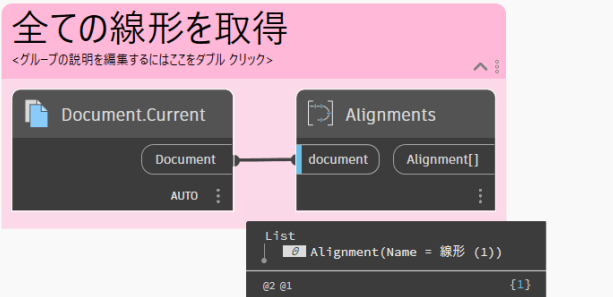 全ての線形を取得
<グループの説明を編集するにはここをダブル クリック>
Document.Current
Alignments
Document
document
Alignment[]
AUTO
List
0 Alignment(Name = 線形 (1))
@2 @1
{1}